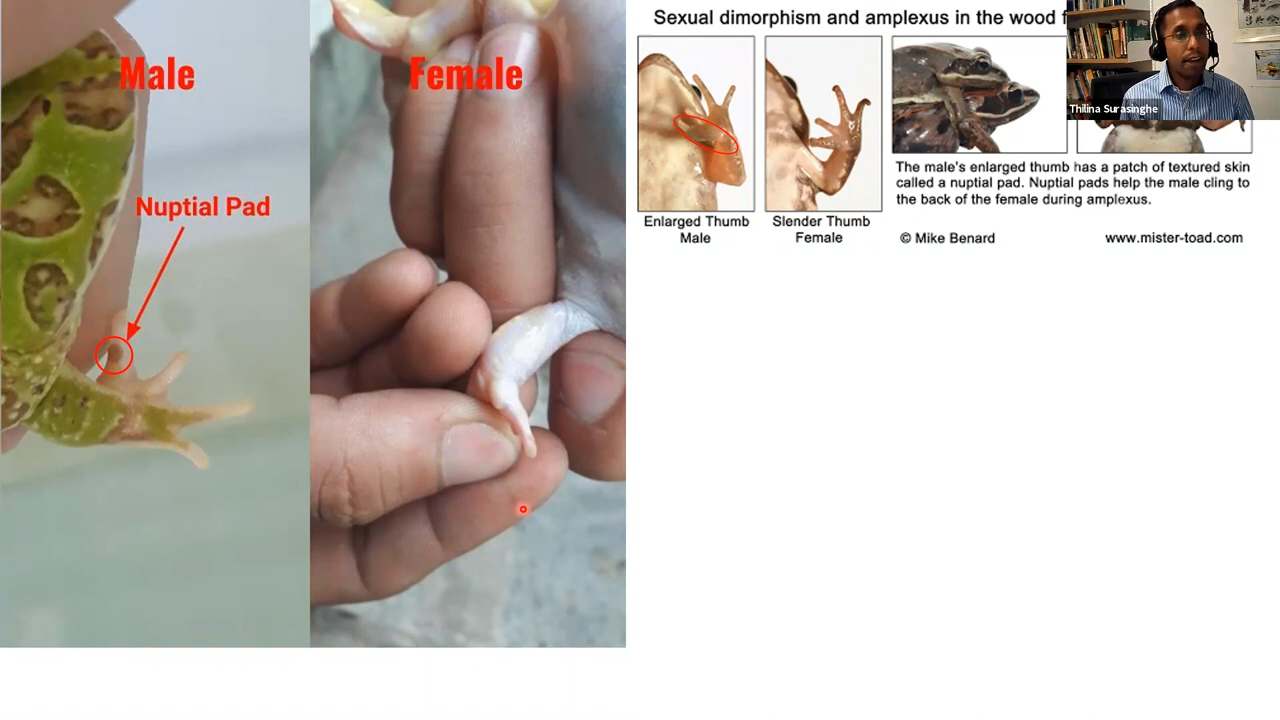 Male
Nuptial Pad
Female
Sexual dimorphism and amplexus in the wood
Thilina Surasinghe
Enlarged Thumb
Male
Slender Thumb
Female
The male's enlarged thumb has a patch of textured skin
called a nuptial pad. Nuptial pads help the male cling to
the back of the female during amplexus.
© Mike Benard
www.mister-toad.com